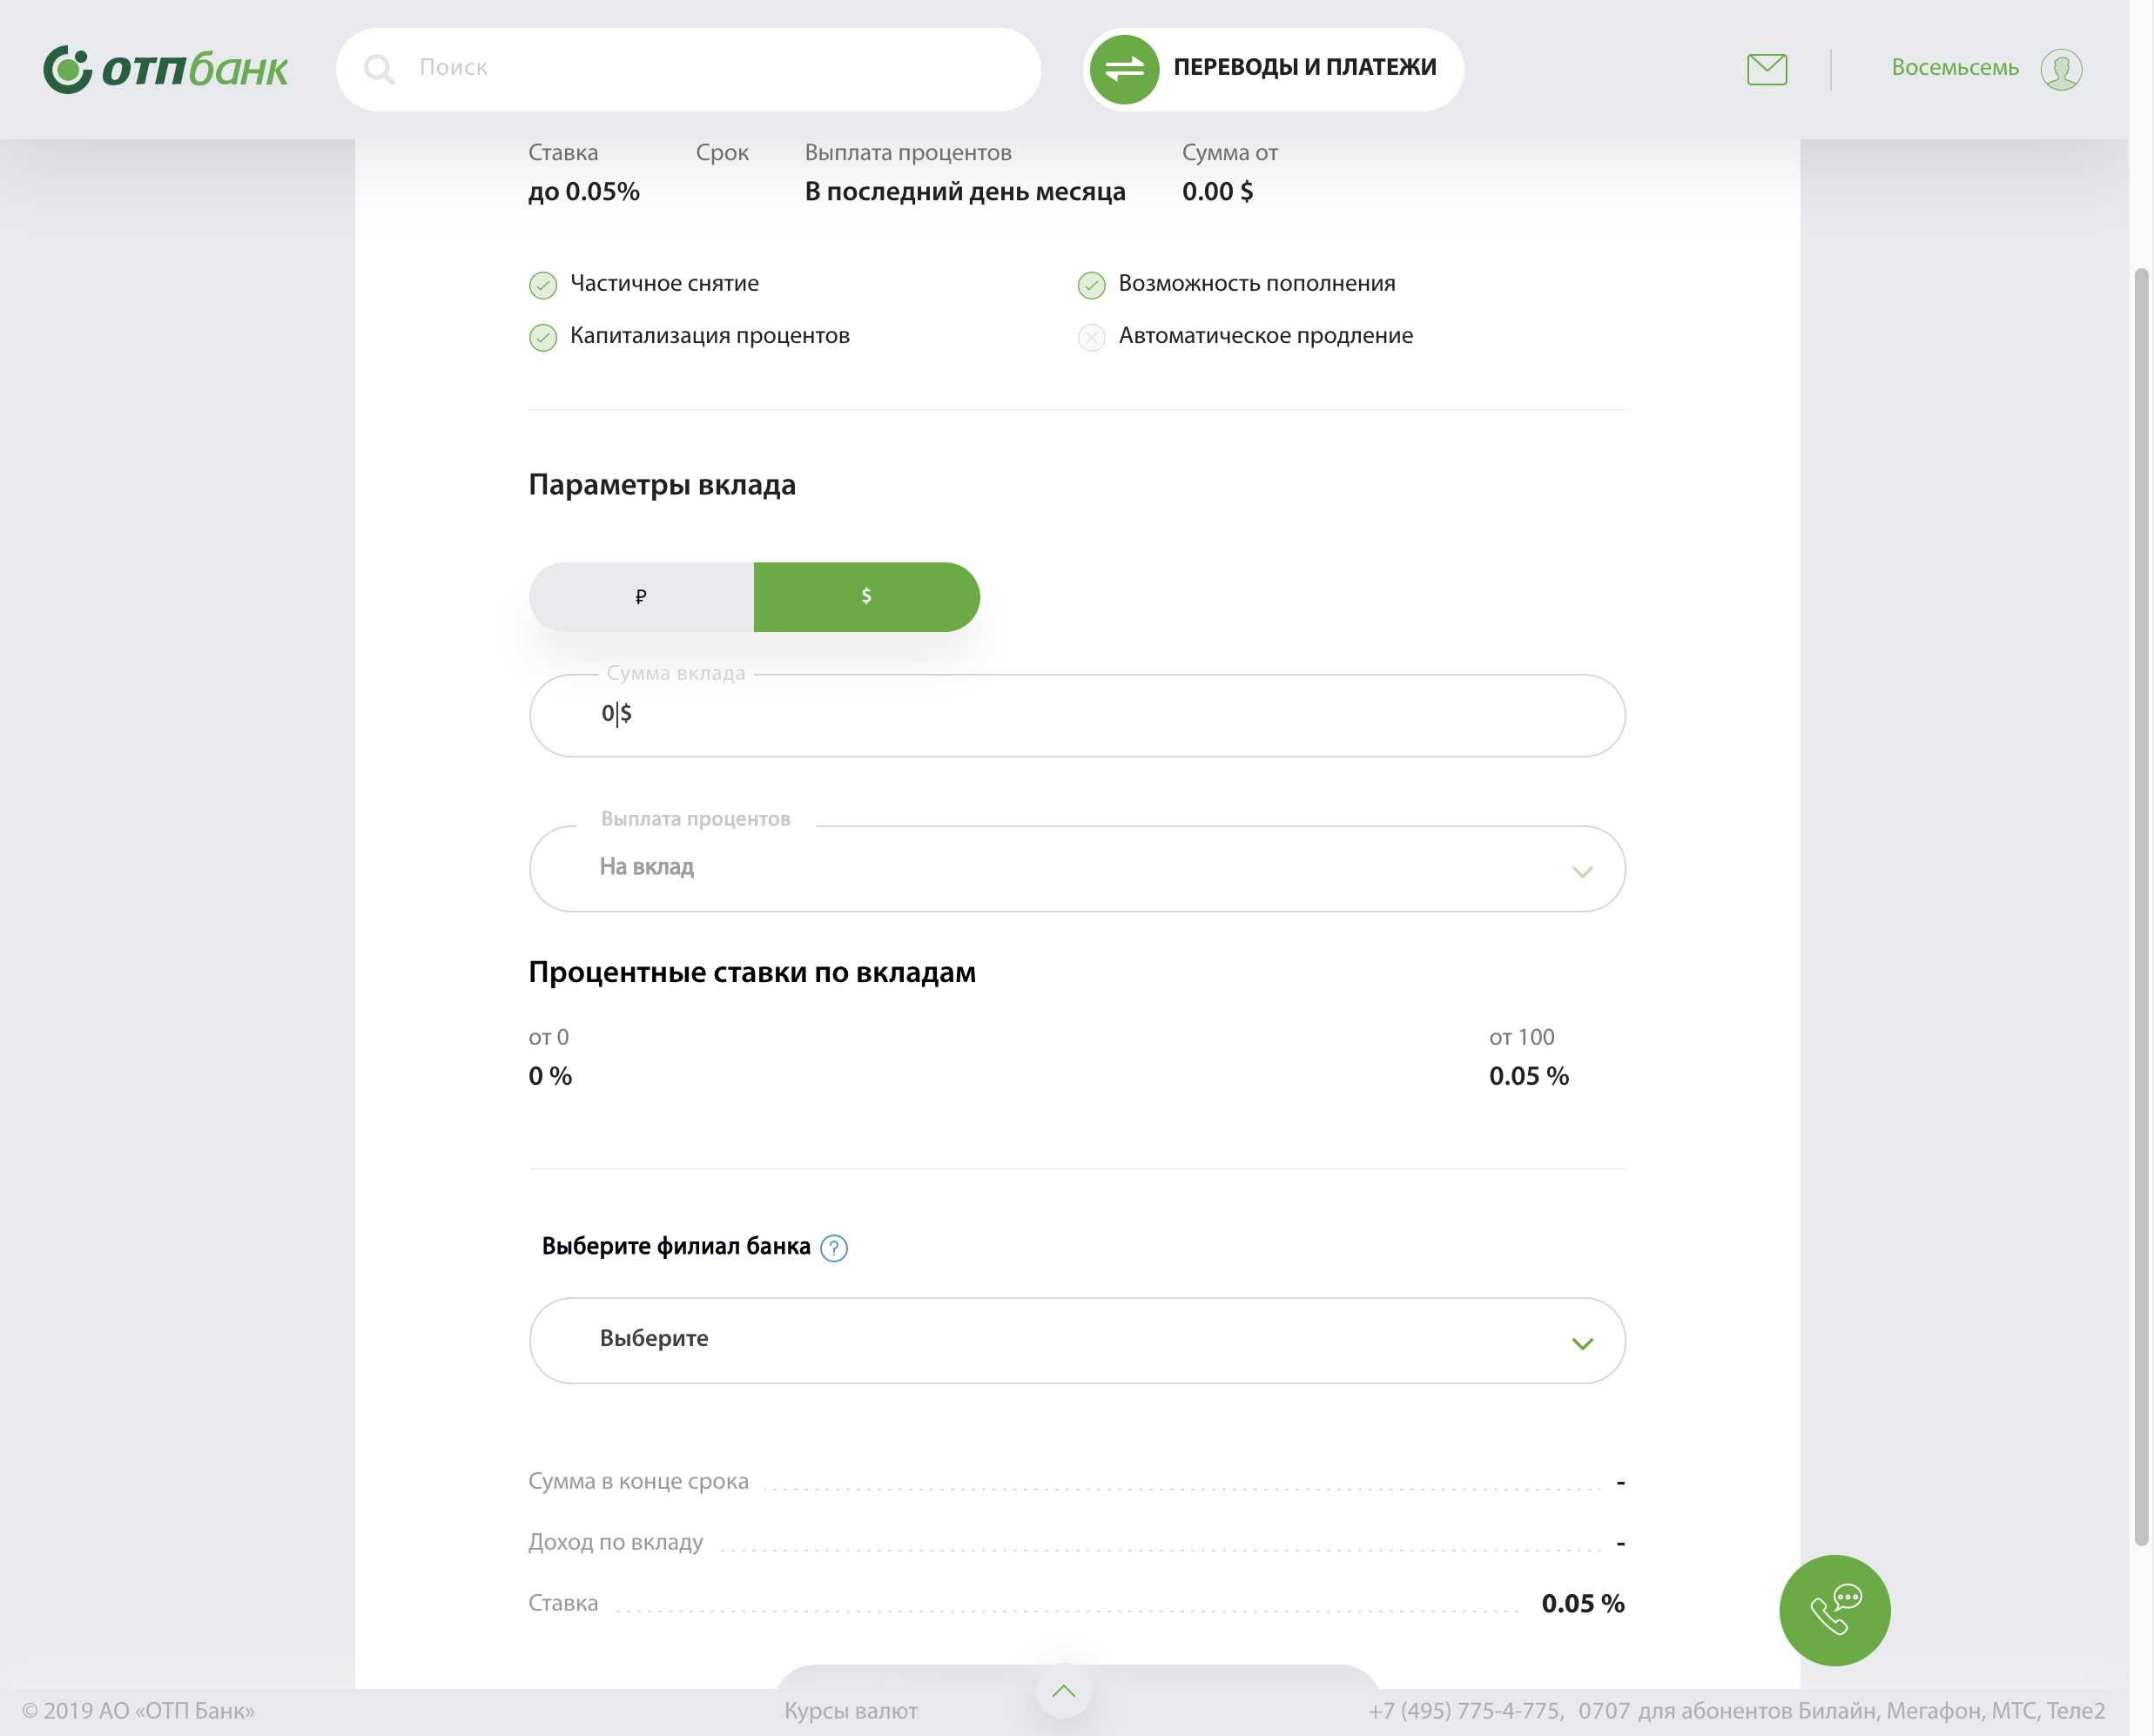 ОТПбанк
Поиск
ПЕРЕВОДЫ И ПЛАТЕЖИ
Восемьсемь
Ставка Срок Выплата процентов Сумма от
до 0.05% В последний день месяца 0.00 $
Частичное снятие Возможность пополнения
Капитализация процентов Автоматическое продление
Параметры вклада
₽ $
Сумма вклада
0$
Выплата процентов
На вклад
Процентные ставки по вкладам
от 0 от 100
0 % 0.05 %
Выберите филиал банка ?
Выберите
Сумма в конце срока -
Доход по вкладу -
Ставка 0.05 %
© 2019 АО «ОТП Банк» Курсы валют +7 (495) 775-4-775, 0707 для абонентов Билайн, Мегафон, МТС, Теле2